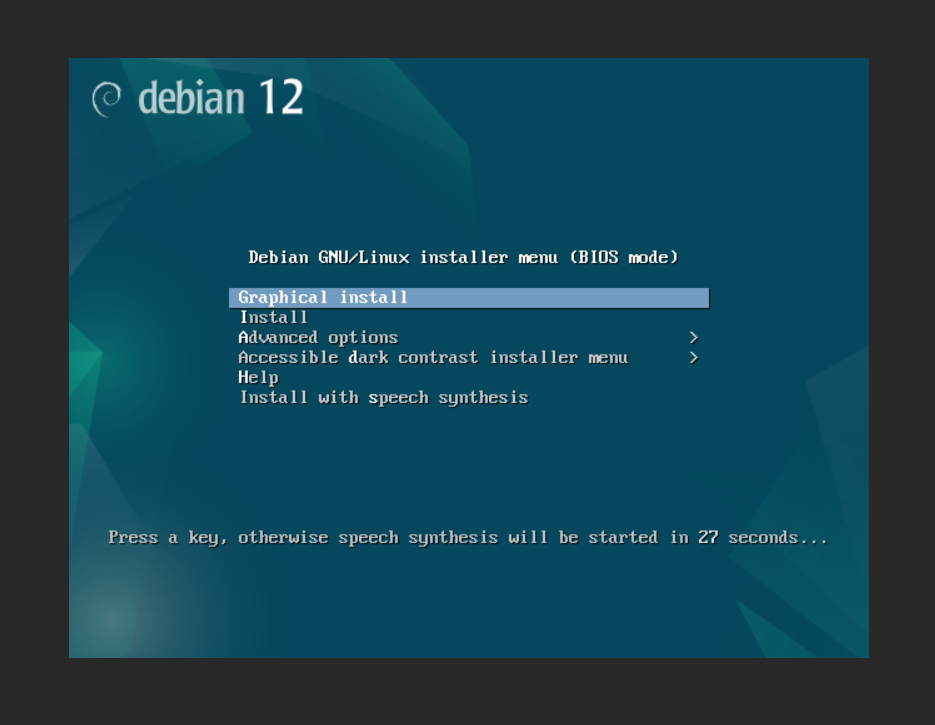 debian 12
Debian GNU/Linux installer menu (BIOS mode)
Graphical install
Install
Advanced options >
Accessible dark contrast installer menu >
Help
Install with speech synthesis
Press a key, otherwise speech synthesis will be started in 27 seconds...